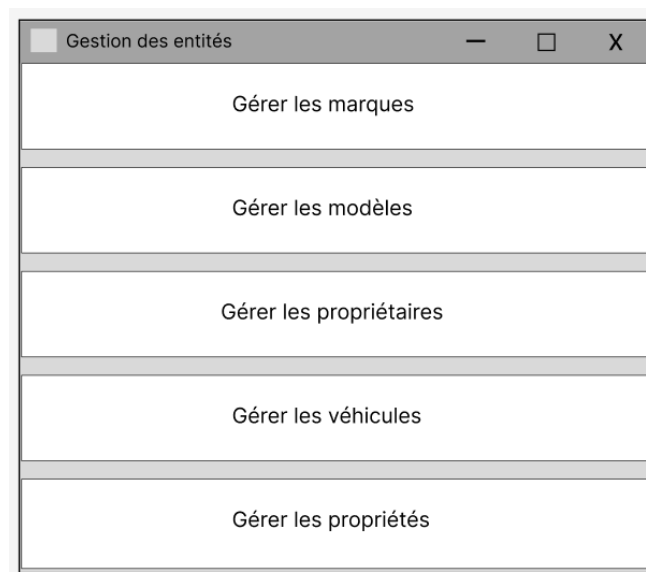 Gestion des entités
Gérer les marques
Gérer les modèles
Gérer les propriétaires
Gérer les véhicules
Gérer les propriétés